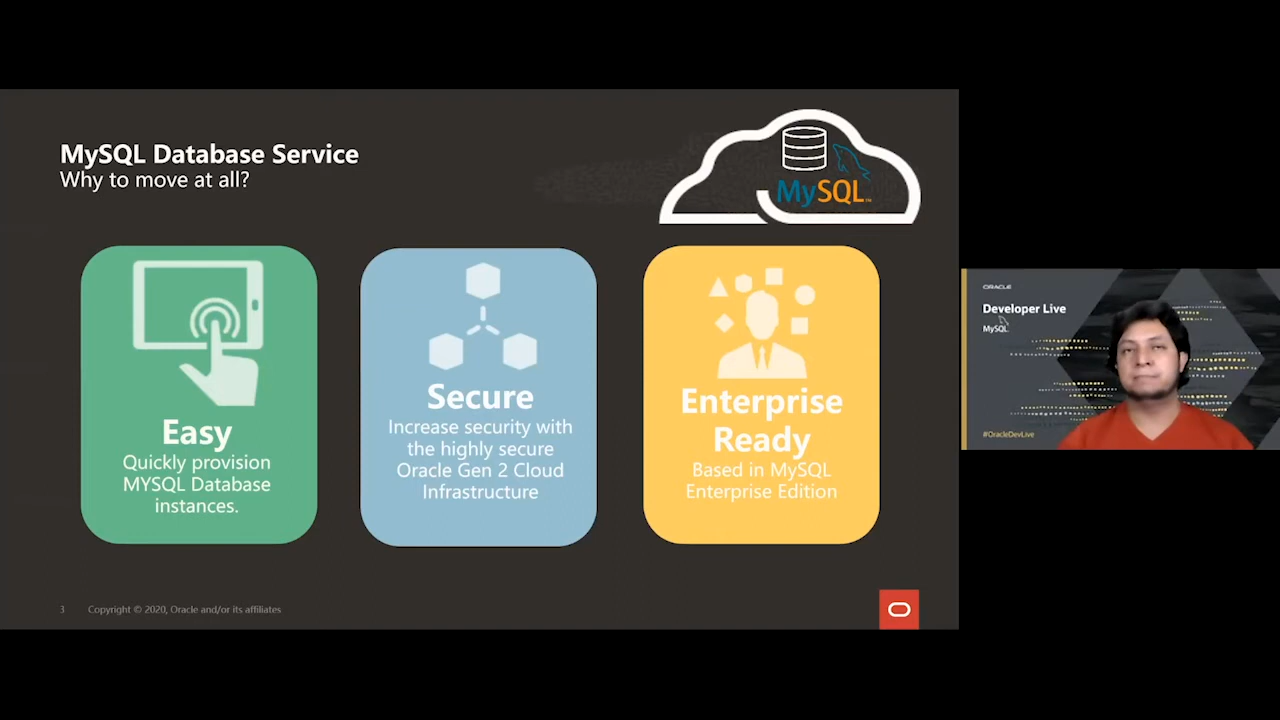 MySQL Database Service
Why to move at all?
MySQL
Easy
Quickly provision
MYSQL Database
instances.
Secure
Increase security with
the highly secure
Oracle Gen 2 Cloud
Infrastructure
Enterprise
Ready
Based in MySQL
Enterprise Edition
3 Copyright © 2020, Oracle and/or its affiliates
ORACLE
Developer Live
MySQL
#OracleDevLive